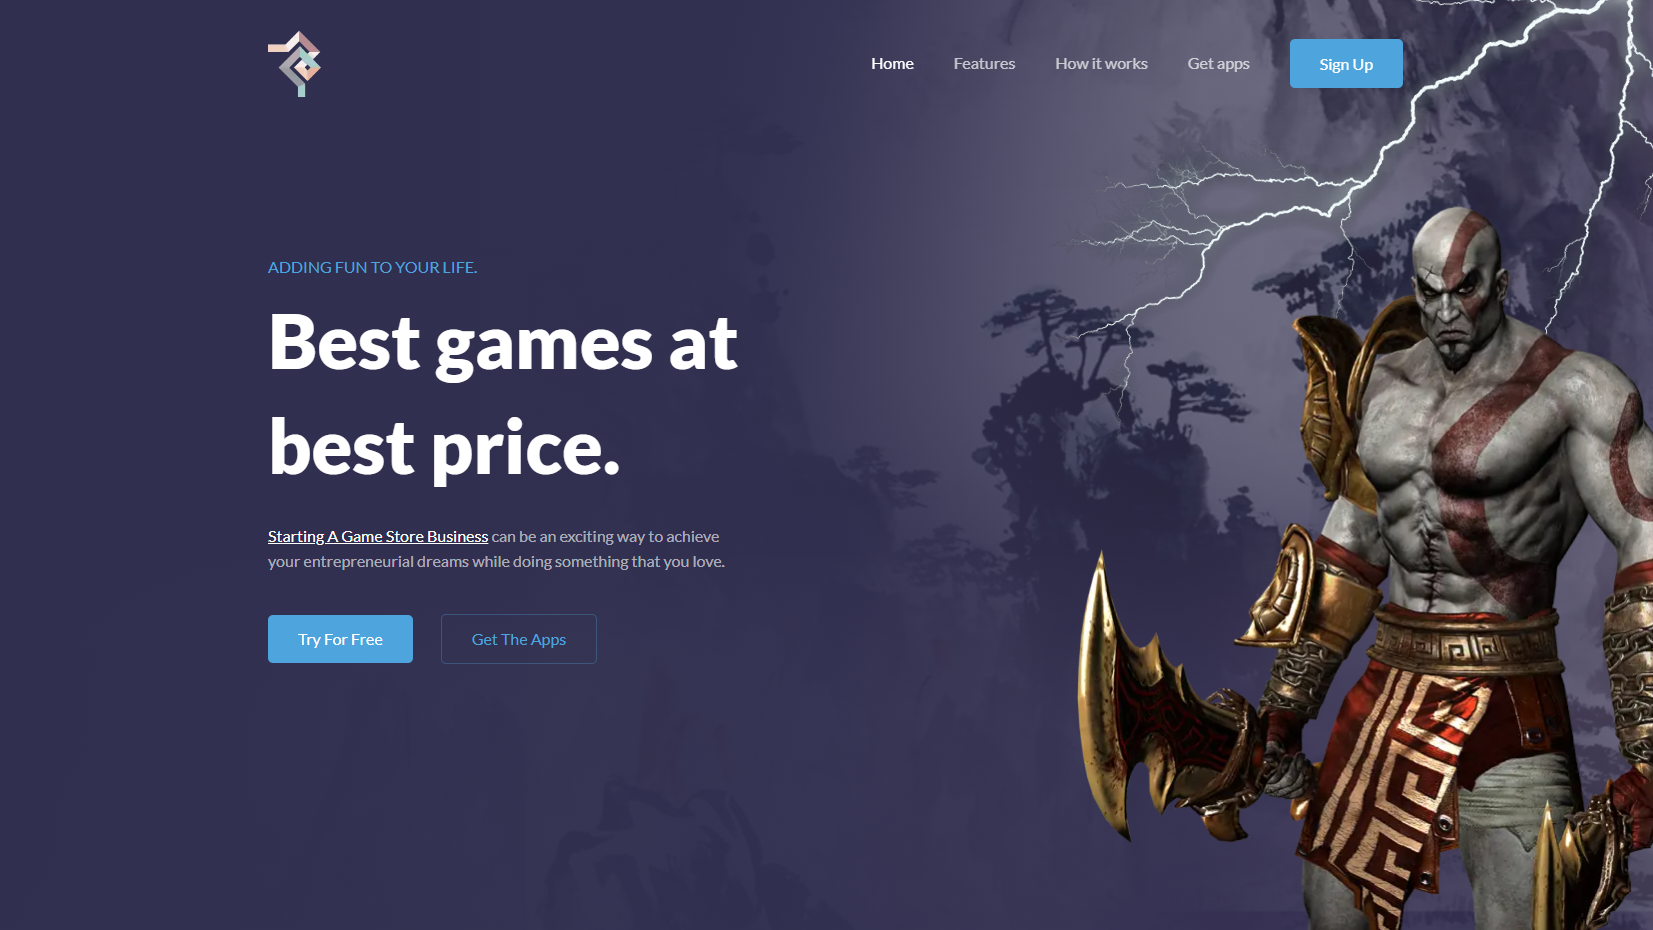 Home Features How it works Get apps Sign Up
ADDING FUN TO YOUR LIFE.
Best games at
best price.
Starting A Game Store Business can be an exciting way to achieve
your entrepreneurial dreams while doing something that you love.
Try For Free Get The Apps